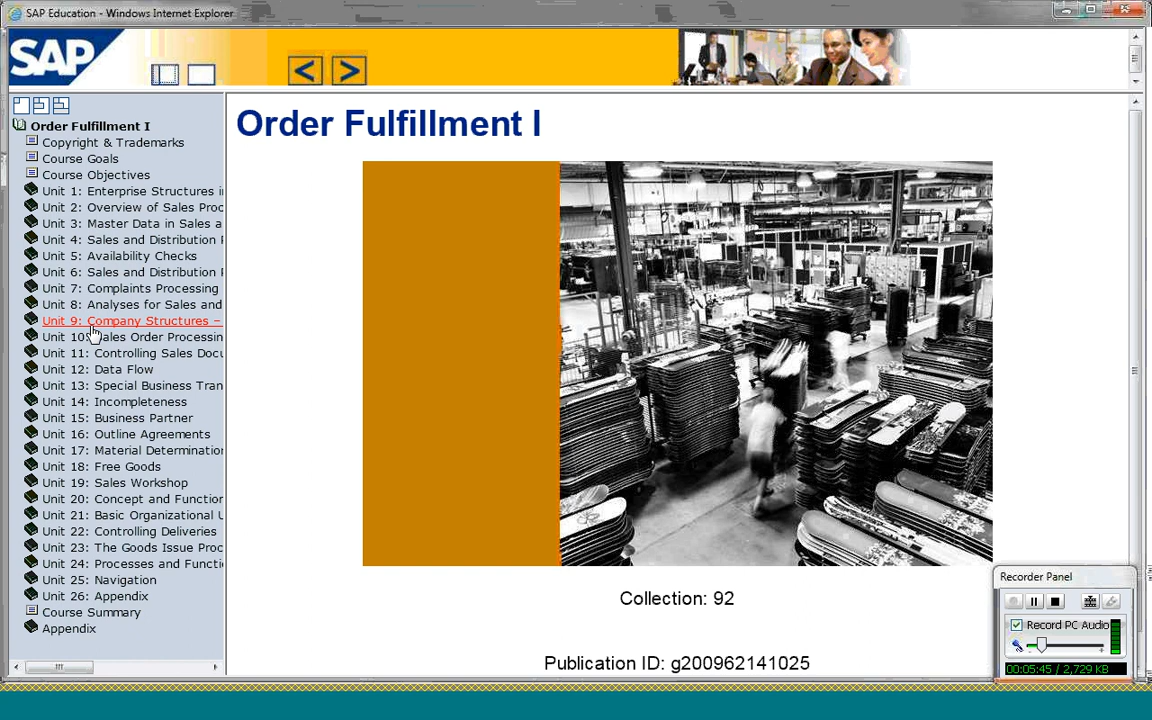 SAP Education - Windows Internet Explorer
SAP
Order Fulfillment I
Copyright & Trademarks
Course Goals
Course Objectives
Unit 1: Enterprise Structures i
Unit 2: Overview of Sales Proc
Unit 3: Master Data in Sales a
Unit 4: Sales and Distribution
Unit 5: Availability Checks
Unit 6: Sales and Distribution
Unit 7: Complaints Processing
Unit 8: Analyses for Sales and
Unit 9: Company Structures –
Unit 10: Sales Order Processin
Unit 11: Controlling Sales Docu
Unit 12: Data Flow
Unit 13: Special Business Tran
Unit 14: Incompleteness
Unit 15: Business Partner
Unit 16: Outline Agreements
Unit 17: Material Determination
Unit 18: Free Goods
Unit 19: Sales Workshop
Unit 20: Concept and Function
Unit 21: Basic Organizational U
Unit 22: Controlling Deliveries
Unit 23: The Goods Issue Proc
Unit 24: Processes and Functi
Unit 25: Navigation
Unit 26: Appendix
Course Summary
Appendix
Order Fulfillment I
Collection: 92
Publication ID: g200962141025
Recorder Panel
Record PC Audio
00:05:45 / 2,729 KB